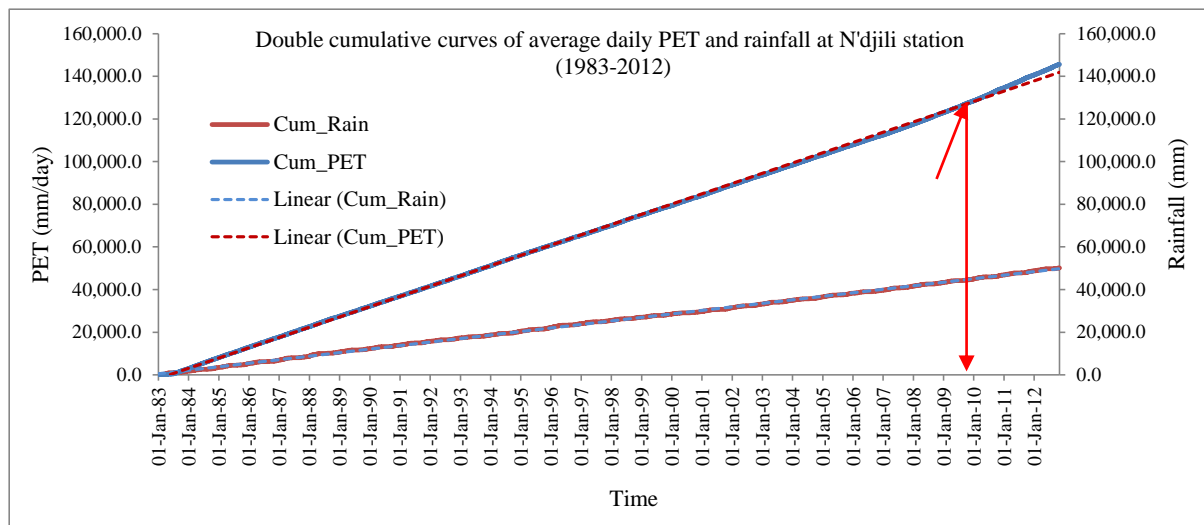 Double cumulative curves of average daily PET and rainfall at N'djili station
(1983-2012)
160,000.0
140,000.0
120,000.0
100,000.0
80,000.0
60,000.0
40,000.0
20,000.0
0.0
PET (mm/day)
Cum_Rain
Cum_PET
Linear (Cum_Rain)
Linear (Cum_PET)
160,000.0
140,000.0
120,000.0
100,000.0
80,000.0
60,000.0
40,000.0
20,000.0
0.0
Rainfall (mm)
01-Jan-83
01-Jan-84
01-Jan-85
01-Jan-86
01-Jan-87
01-Jan-88
01-Jan-89
01-Jan-90
01-Jan-91
01-Jan-92
01-Jan-93
01-Jan-94
01-Jan-95
01-Jan-96
01-Jan-97
01-Jan-98
01-Jan-99
01-Jan-00
01-Jan-01
01-Jan-02
01-Jan-03
01-Jan-04
01-Jan-05
01-Jan-06
01-Jan-07
01-Jan-08
01-Jan-09
01-Jan-10
01-Jan-11
01-Jan-12
Time